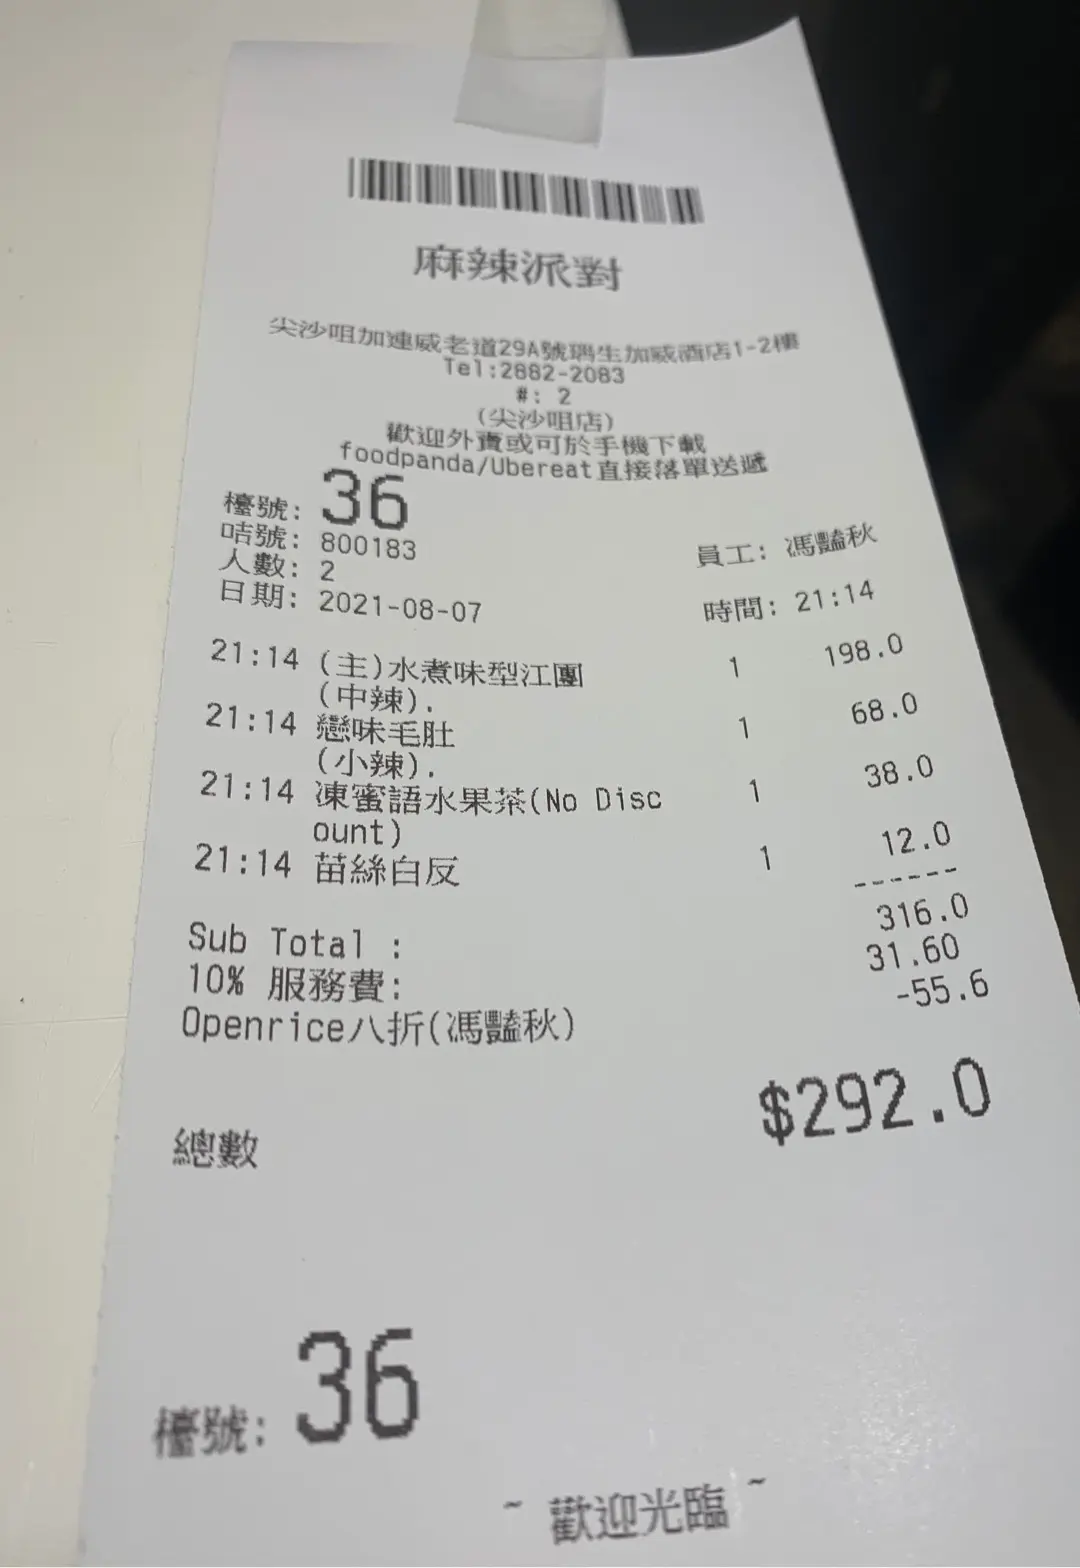 麻辣派對
尖沙咀加連威老道29A號瑪生加威酒店1-2樓
Tel:2882-2083
#: 2
(尖沙咀店)
歡迎外賣或可於手機下載
foodpanda/Ubereat直接落單送遞
檯號: 36
咭號: 800183
員工: 馮豔秋
人數: 2
日期: 2021-08-07 時間: 21:14
21:14 (主)水煮味型江團 1 198.0
(中辣).
21:14 戀味毛肚 1 68.0
(小辣).
21:14 凍蜜語水果茶(No Disc 1 38.0
ount)
21:14 苗絲白反 1 12.0
------
Sub Total : 316.0
10% 服務費: 31.60
Openrice八折(馮豔秋) -55.6
總數 $292.0
檯號: 36
~ 歡迎光臨 ~